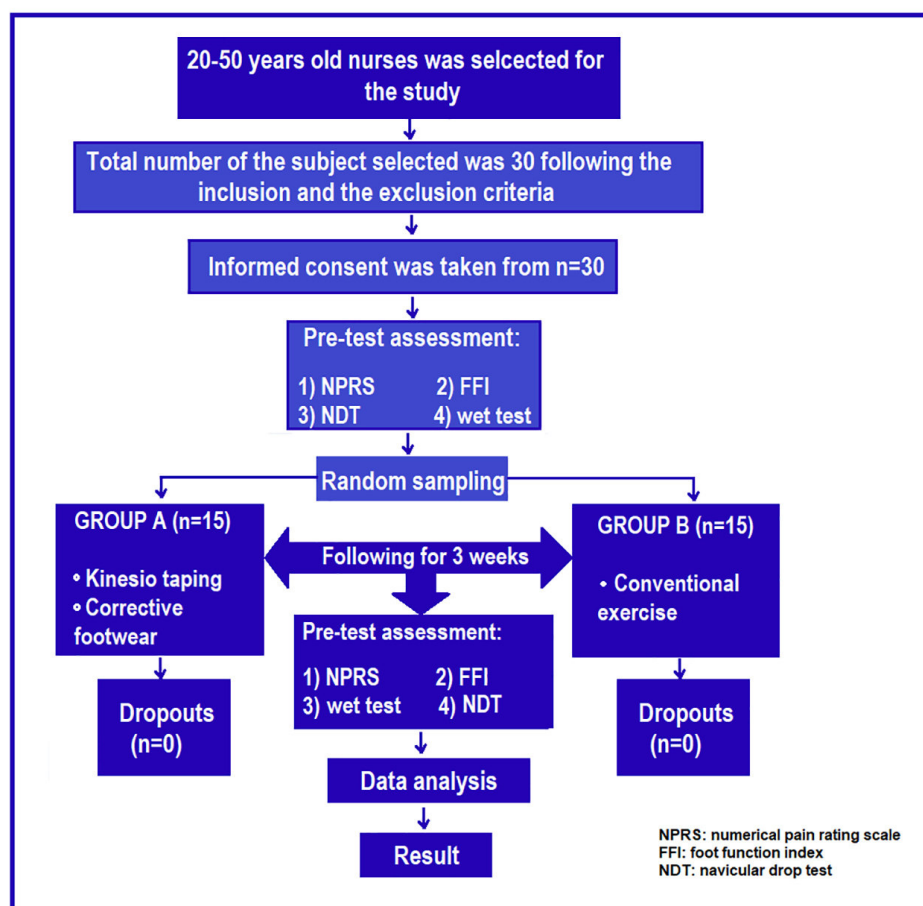 20-50 years old nurses was selcected for
the study
Total number of the subject selected was 30 following the
inclusion and the exclusion criteria
Informed consent was taken from n=30
Pre-test assessment:
1) NPRS 2) FFI
3) NDT 4) wet test
Random sampling
GROUP A (n=15)
• Kinesio taping
• Corrective
footwear
Following for 3 weeks
GROUP B (n=15)
• Conventional
exercise
Pre-test assessment:
1) NPRS 2) FFI
3) wet test 4) NDT
Dropouts
(n=0)
Dropouts
(n=0)
Data analysis
Result
NPRS: numerical pain rating scale
FFI: foot function index
NDT: navicular drop test